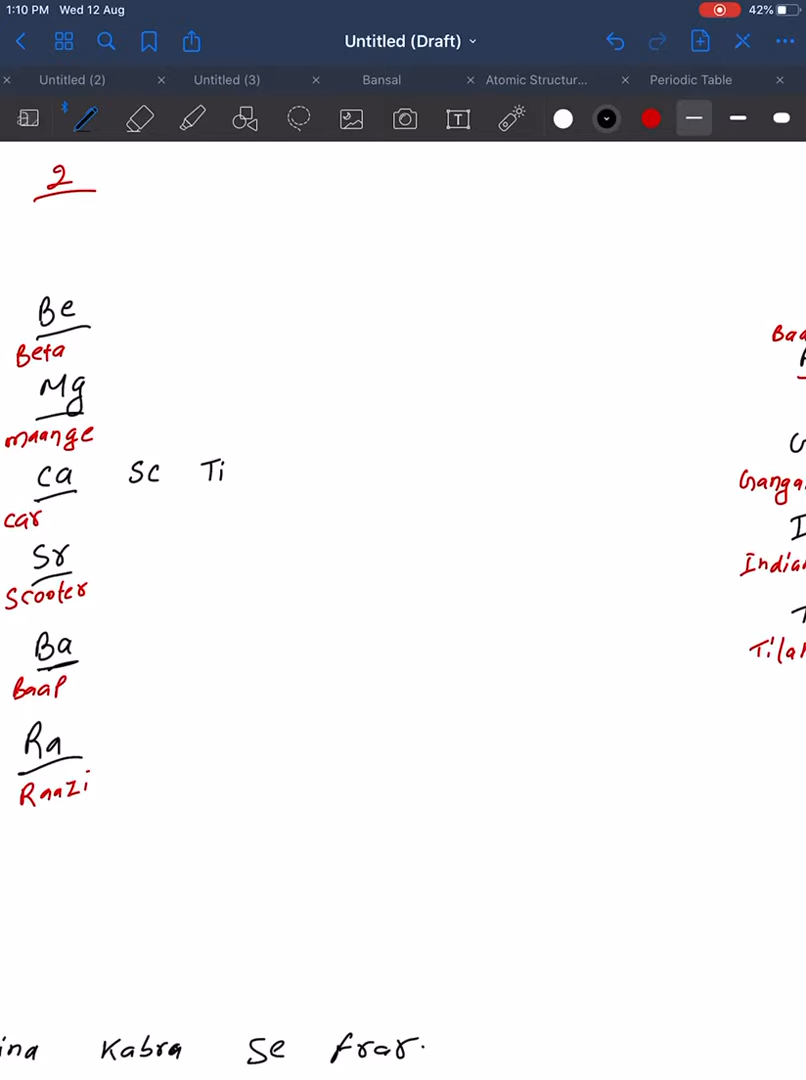 1:10 PM Wed 12 Aug 42%
Untitled (Draft)
Untitled (2) Untitled (3) Bansal Atomic Structur... Periodic Table
T
2
Be
Beta
Baa
Mg
maange
Ganga
Ca Sc Ti
car
I
Sr
Scooter
Indian
Ba
Baap
Tilan
Ra
Raazi
ina Kabra Se frar.